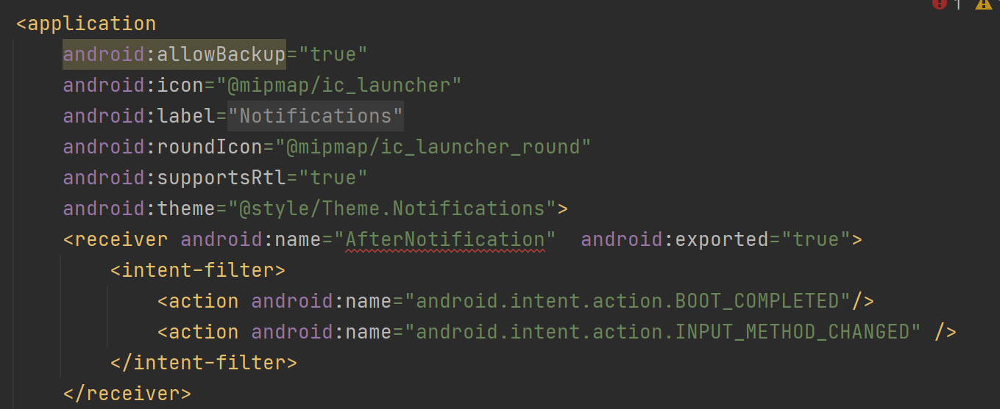 1
<application
android:allowBackup="true"
android:icon="@mipmap/ic_launcher"
android:label="Notifications"
android:roundIcon="@mipmap/ic_launcher_round"
android:supportsRtl="true"
android:theme="@style/Theme.Notifications">
<receiver android:name="AfterNotification"  android:exported="true">
<intent-filter>
<action android:name="android.intent.action.BOOT_COMPLETED"/>
<action android:name="android.intent.action.INPUT_METHOD_CHANGED" />
</intent-filter>
</receiver>